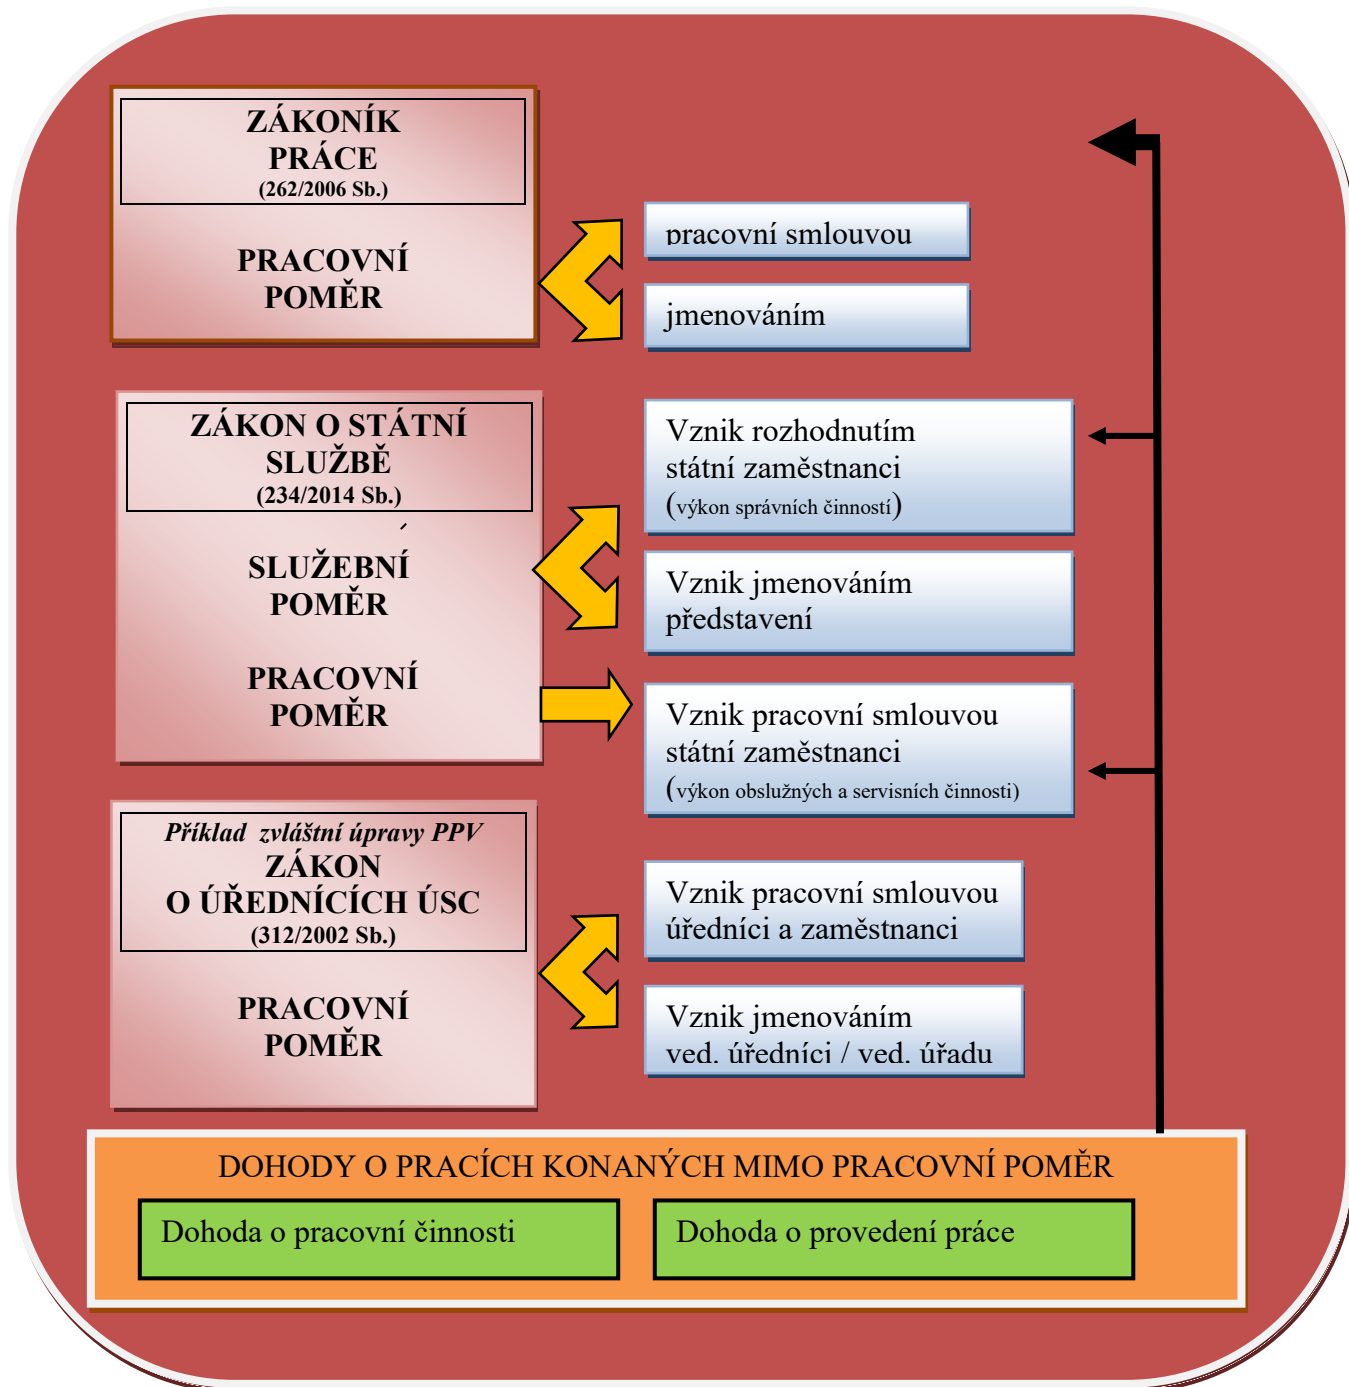 ZÁKONÍK
PRÁCE
(262/2006 Sb.)
PRACOVNÍ
POMĚR
pracovní smlouvou
jmenováním
ZÁKON O STÁTNÍ
SLUŽBĚ
(234/2014 Sb.)
SLUŽEBNÍ
POMĚR
PRACOVNÍ
POMĚR
Vznik rozhodnutím
státní zaměstnanci
(výkon správních činností)
Vznik jmenováním
představení
Vznik pracovní smlouvou
státní zaměstnanci
(výkon obslužných a servisních činnosti)
Příklad zvláštní úpravy PPV
ZÁKON
O ÚŘEDNÍCÍCH ÚSC
(312/2002 Sb.)
PRACOVNÍ
POMĚR
Vznik pracovní smlouvou
úředníci a zaměstnanci
Vznik jmenováním
ved. úředníci / ved. úřadu
DOHODY O PRACÍCH KONANÝCH MIMO PRACOVNÍ POMĚR
Dohoda o pracovní činnosti
Dohoda o provedení práce